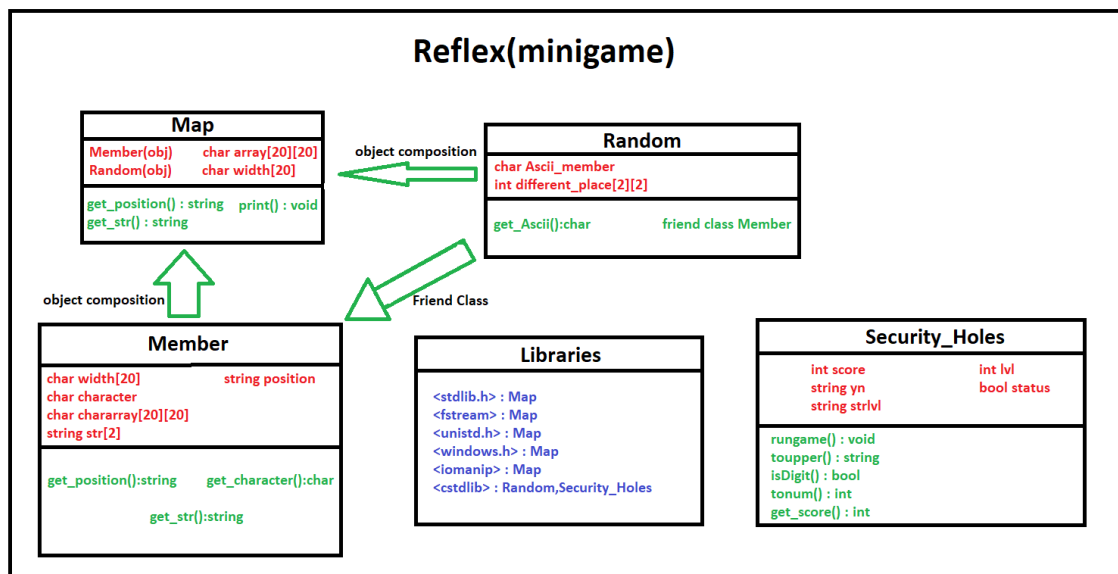 Reflex(minigame)
Map
Member(obj) char array[20][20]
Random(obj) char width[20]
get_position() : string print() : void
get_str() : string
object composition
Random
char Ascii_member
int different_place[2][2]
get_Ascii():char friend class Member
object composition
Friend Class
Member
char width[20] string position
char character
char chararray[20][20]
string str[2]
get_position():string get_character():char
get_str():string
Libraries
<stdlib.h> : Map
<fstream> : Map
<unistd.h> : Map
<windows.h> : Map
<iomanip> : Map
<cstdlib> : Random,Security_Holes
Security_Holes
int score int lvl
string yn bool status
string strlvl
rungame() : void
toupper() : string
isDigit() : bool
tonum() : int
get_score() : int